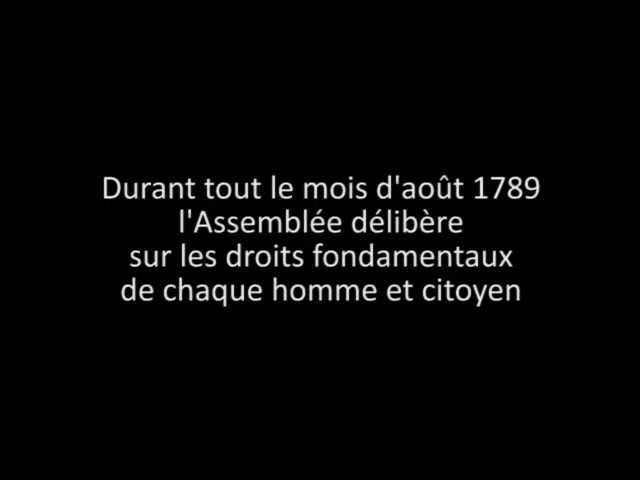 Durant tout le mois d'août 1789
l'Assemblée délibère
sur les droits fondamentaux
de chaque homme et citoyen